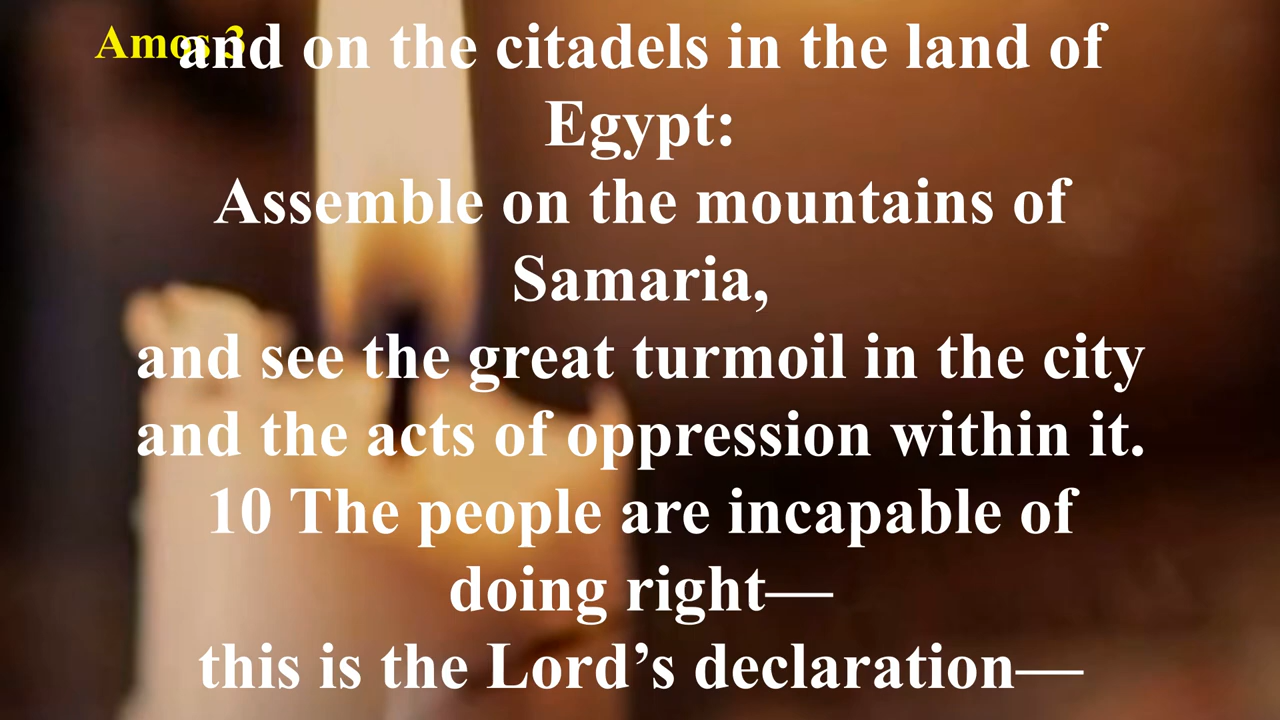 Amos 3
and on the citadels in the land of
Egypt:
Assemble on the mountains of
Samaria,
and see the great turmoil in the city
and the acts of oppression within it.
10 The people are incapable of
doing right—
this is the Lord’s declaration—